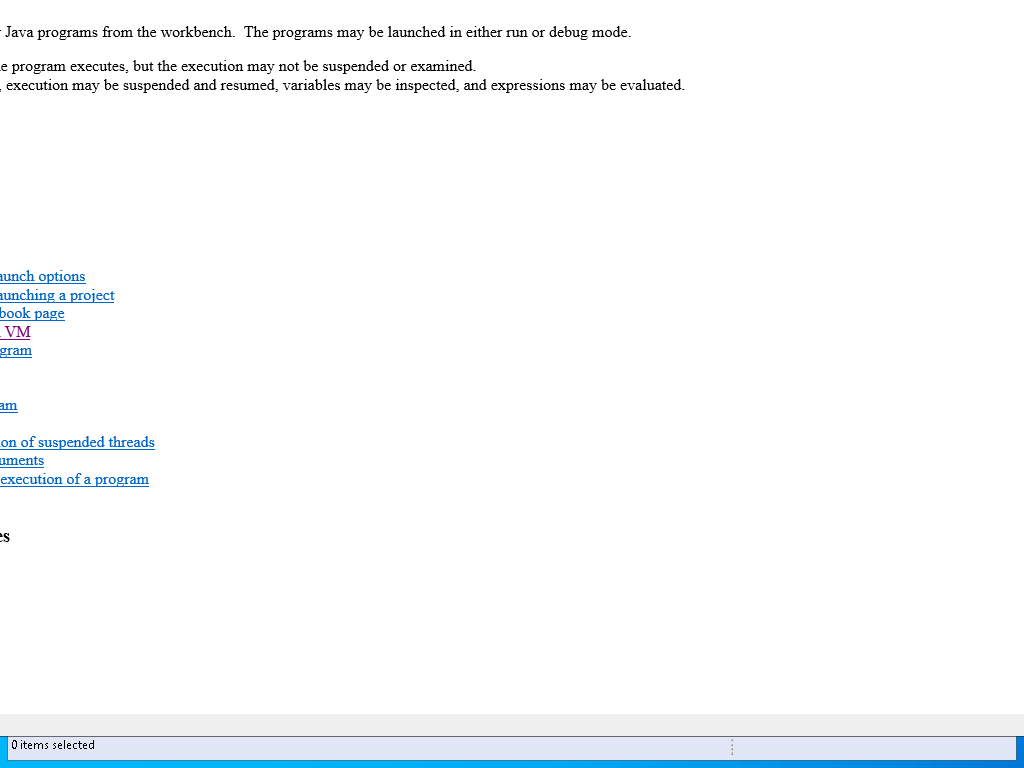 Java programs from the workbench.  The programs may be launched in either run or debug mode.
e program executes, but the execution may not be suspended or examined.
, execution may be suspended and resumed, variables may be inspected, and expressions may be evaluated.
aunch options
aunching a project
book page
VM
gram
am
on of suspended threads
uments
execution of a program
es
0 items selected